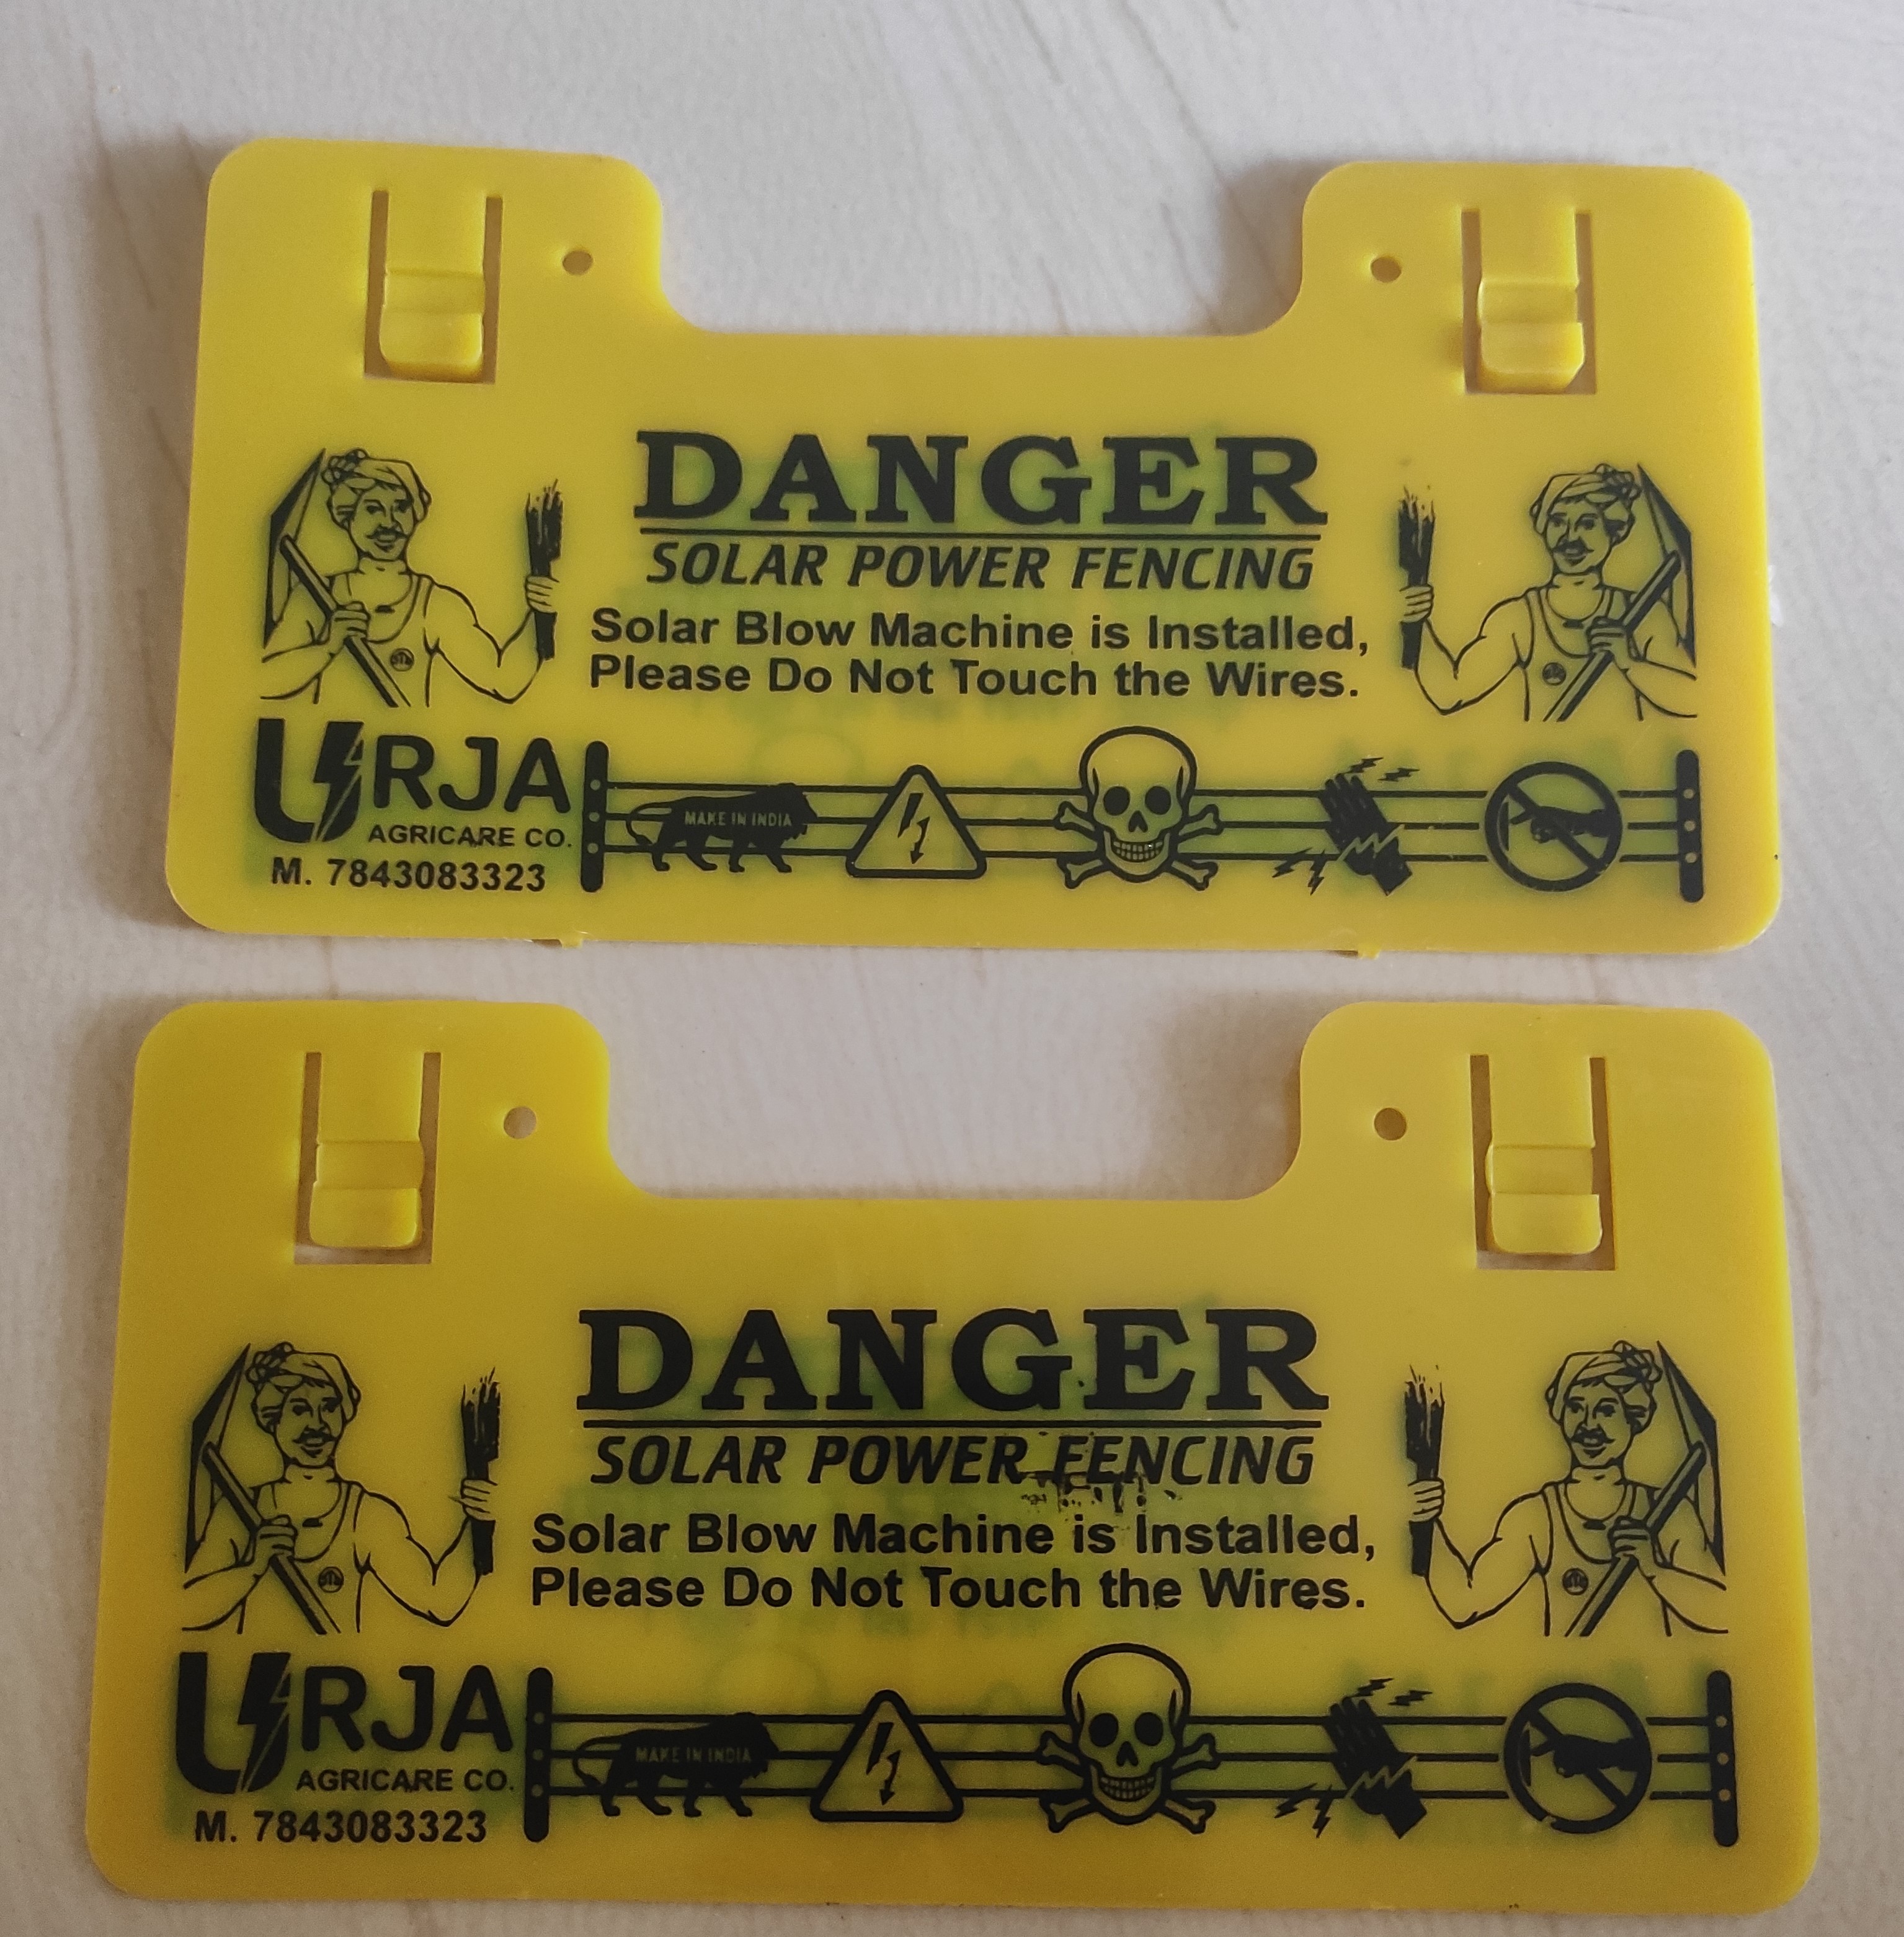 DANGER
SOLAR POWER FENCING
Solar Blow Machine is Installed,
Please Do Not Touch the Wires.
URJA
AGRICARE CO.
M. 7843083323
MAKE IN INDIA
DANGER
SOLAR POWER FENCING
Solar Blow Machine is Installed,
Please Do Not Touch the Wires.
URJA
AGRICARE CO.
M. 7843083323
MAKE IN INDIA